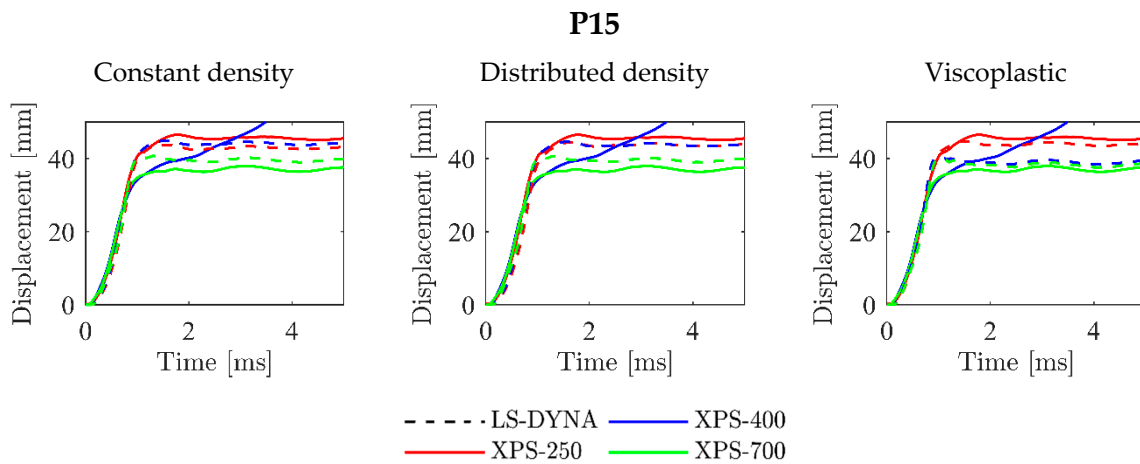 P15
Constant density
Distributed density
Viscoplastic
Displacement [mm]
40
20
0
0 2 4
Time [ms]
Displacement [mm]
40
20
0
0 2 4
Time [ms]
Displacement [mm]
40
20
0
0 2 4
Time [ms]
LS-DYNA XPS-400
XPS-250 XPS-700